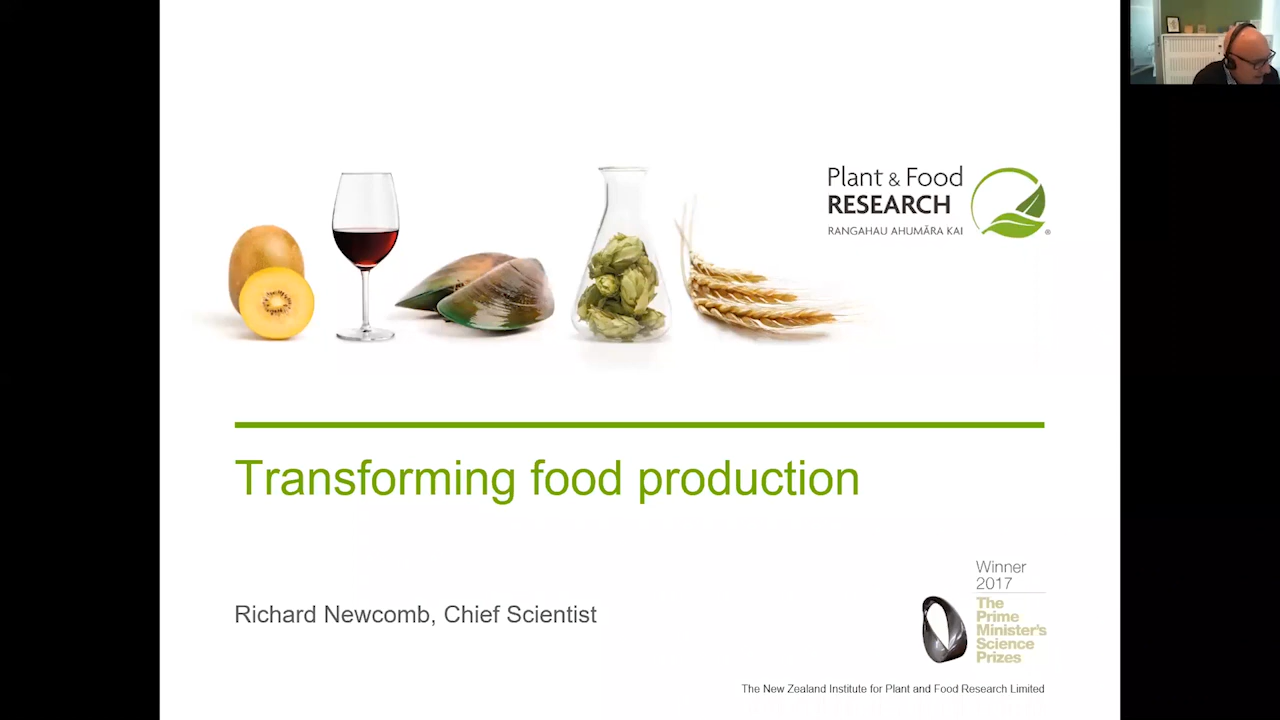 Plant & Food
RESEARCH
RANGAHAU AHUMĀRA KAI
®
Transforming food production
Richard Newcomb, Chief Scientist
Winner
2017
The
Prime
Minister's
Science
Prizes
The New Zealand Institute for Plant and Food Research Limited